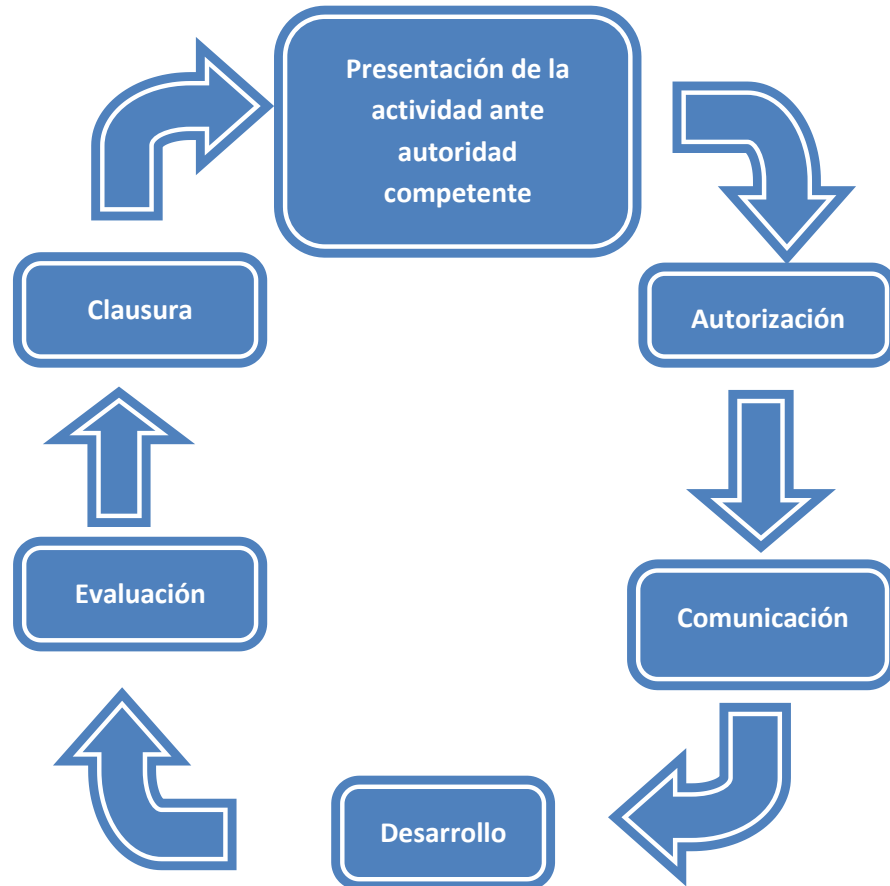 Presentación de la
actividad ante
autoridad
competente
Autorización
Comunicación
Desarrollo
Evaluación
Clausura